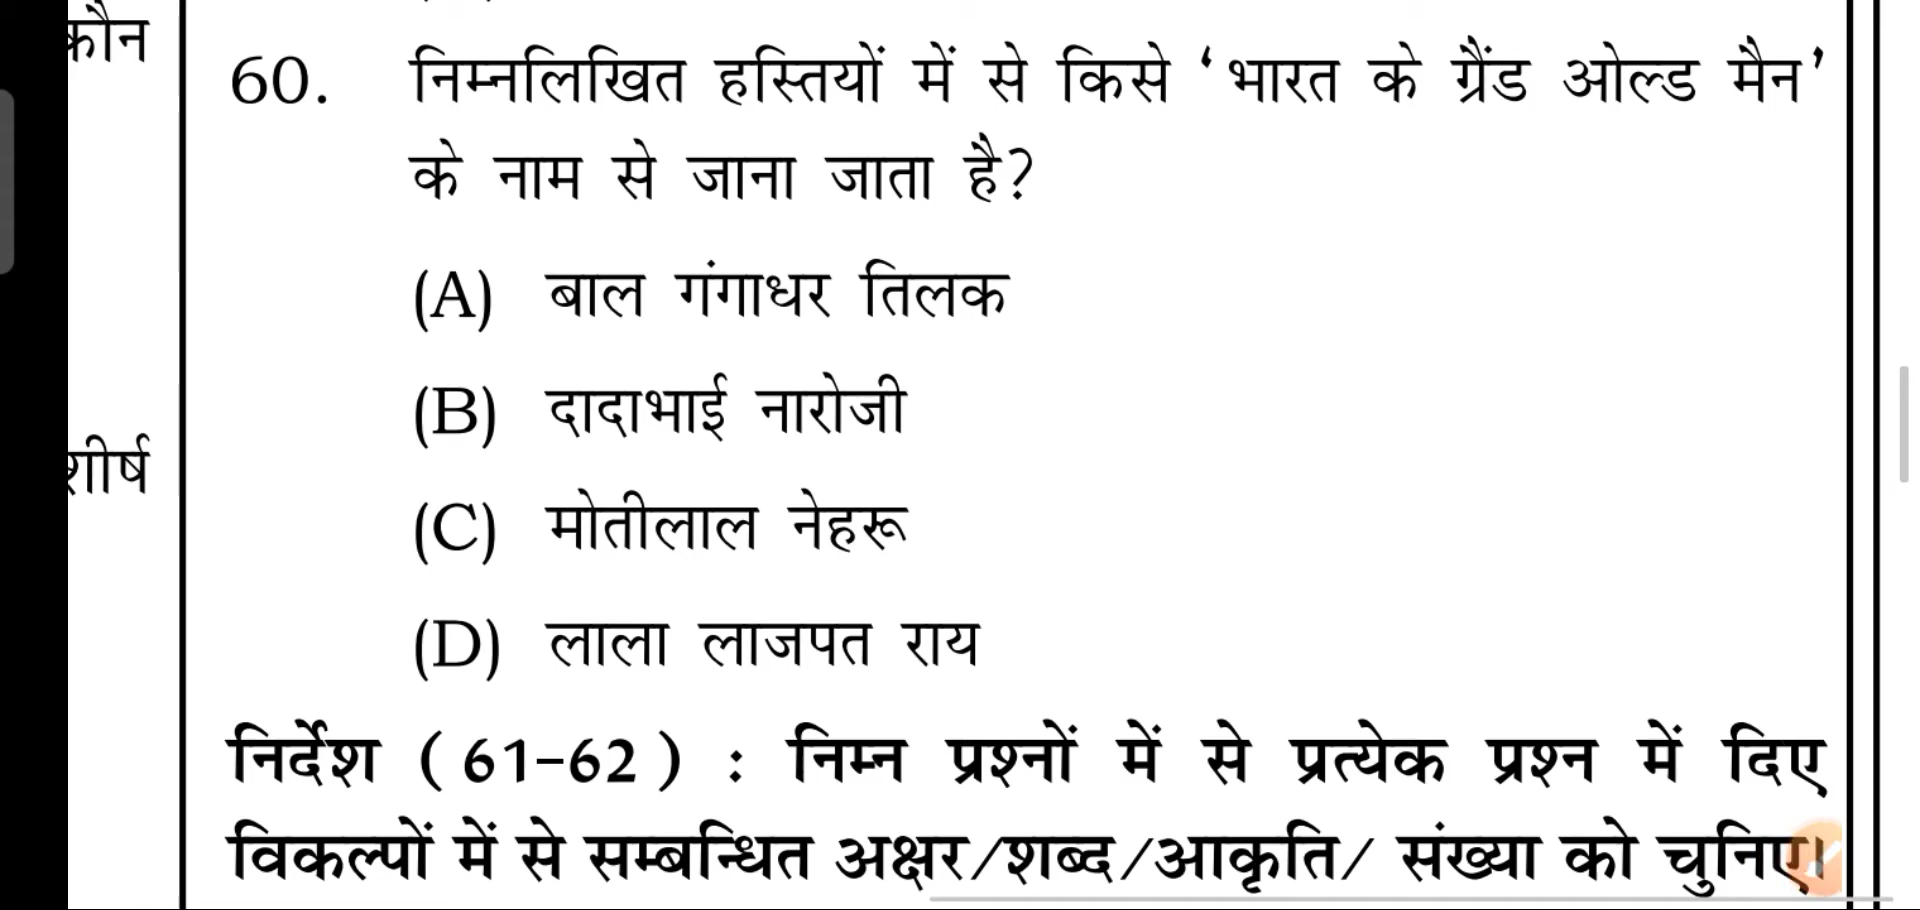 कौन
60. निम्नलिखित हस्तियों में से किसे ‘भारत के ग्रैंड ओल्ड मैन’
के नाम से जाना जाता है?
(A) बाल गंगाधर तिलक
(B) दादाभाई नारोजी
शीर्ष
(C) मोतीलाल नेहरू
(D) लाला लाजपत राय
निर्देश ( 61-62 ) : निम्न प्रश्नों में से प्रत्येक प्रश्न में दिए
विकल्पों में से सम्बन्धित अक्षर/शब्द/आकृति/ संख्या को चुनिए।